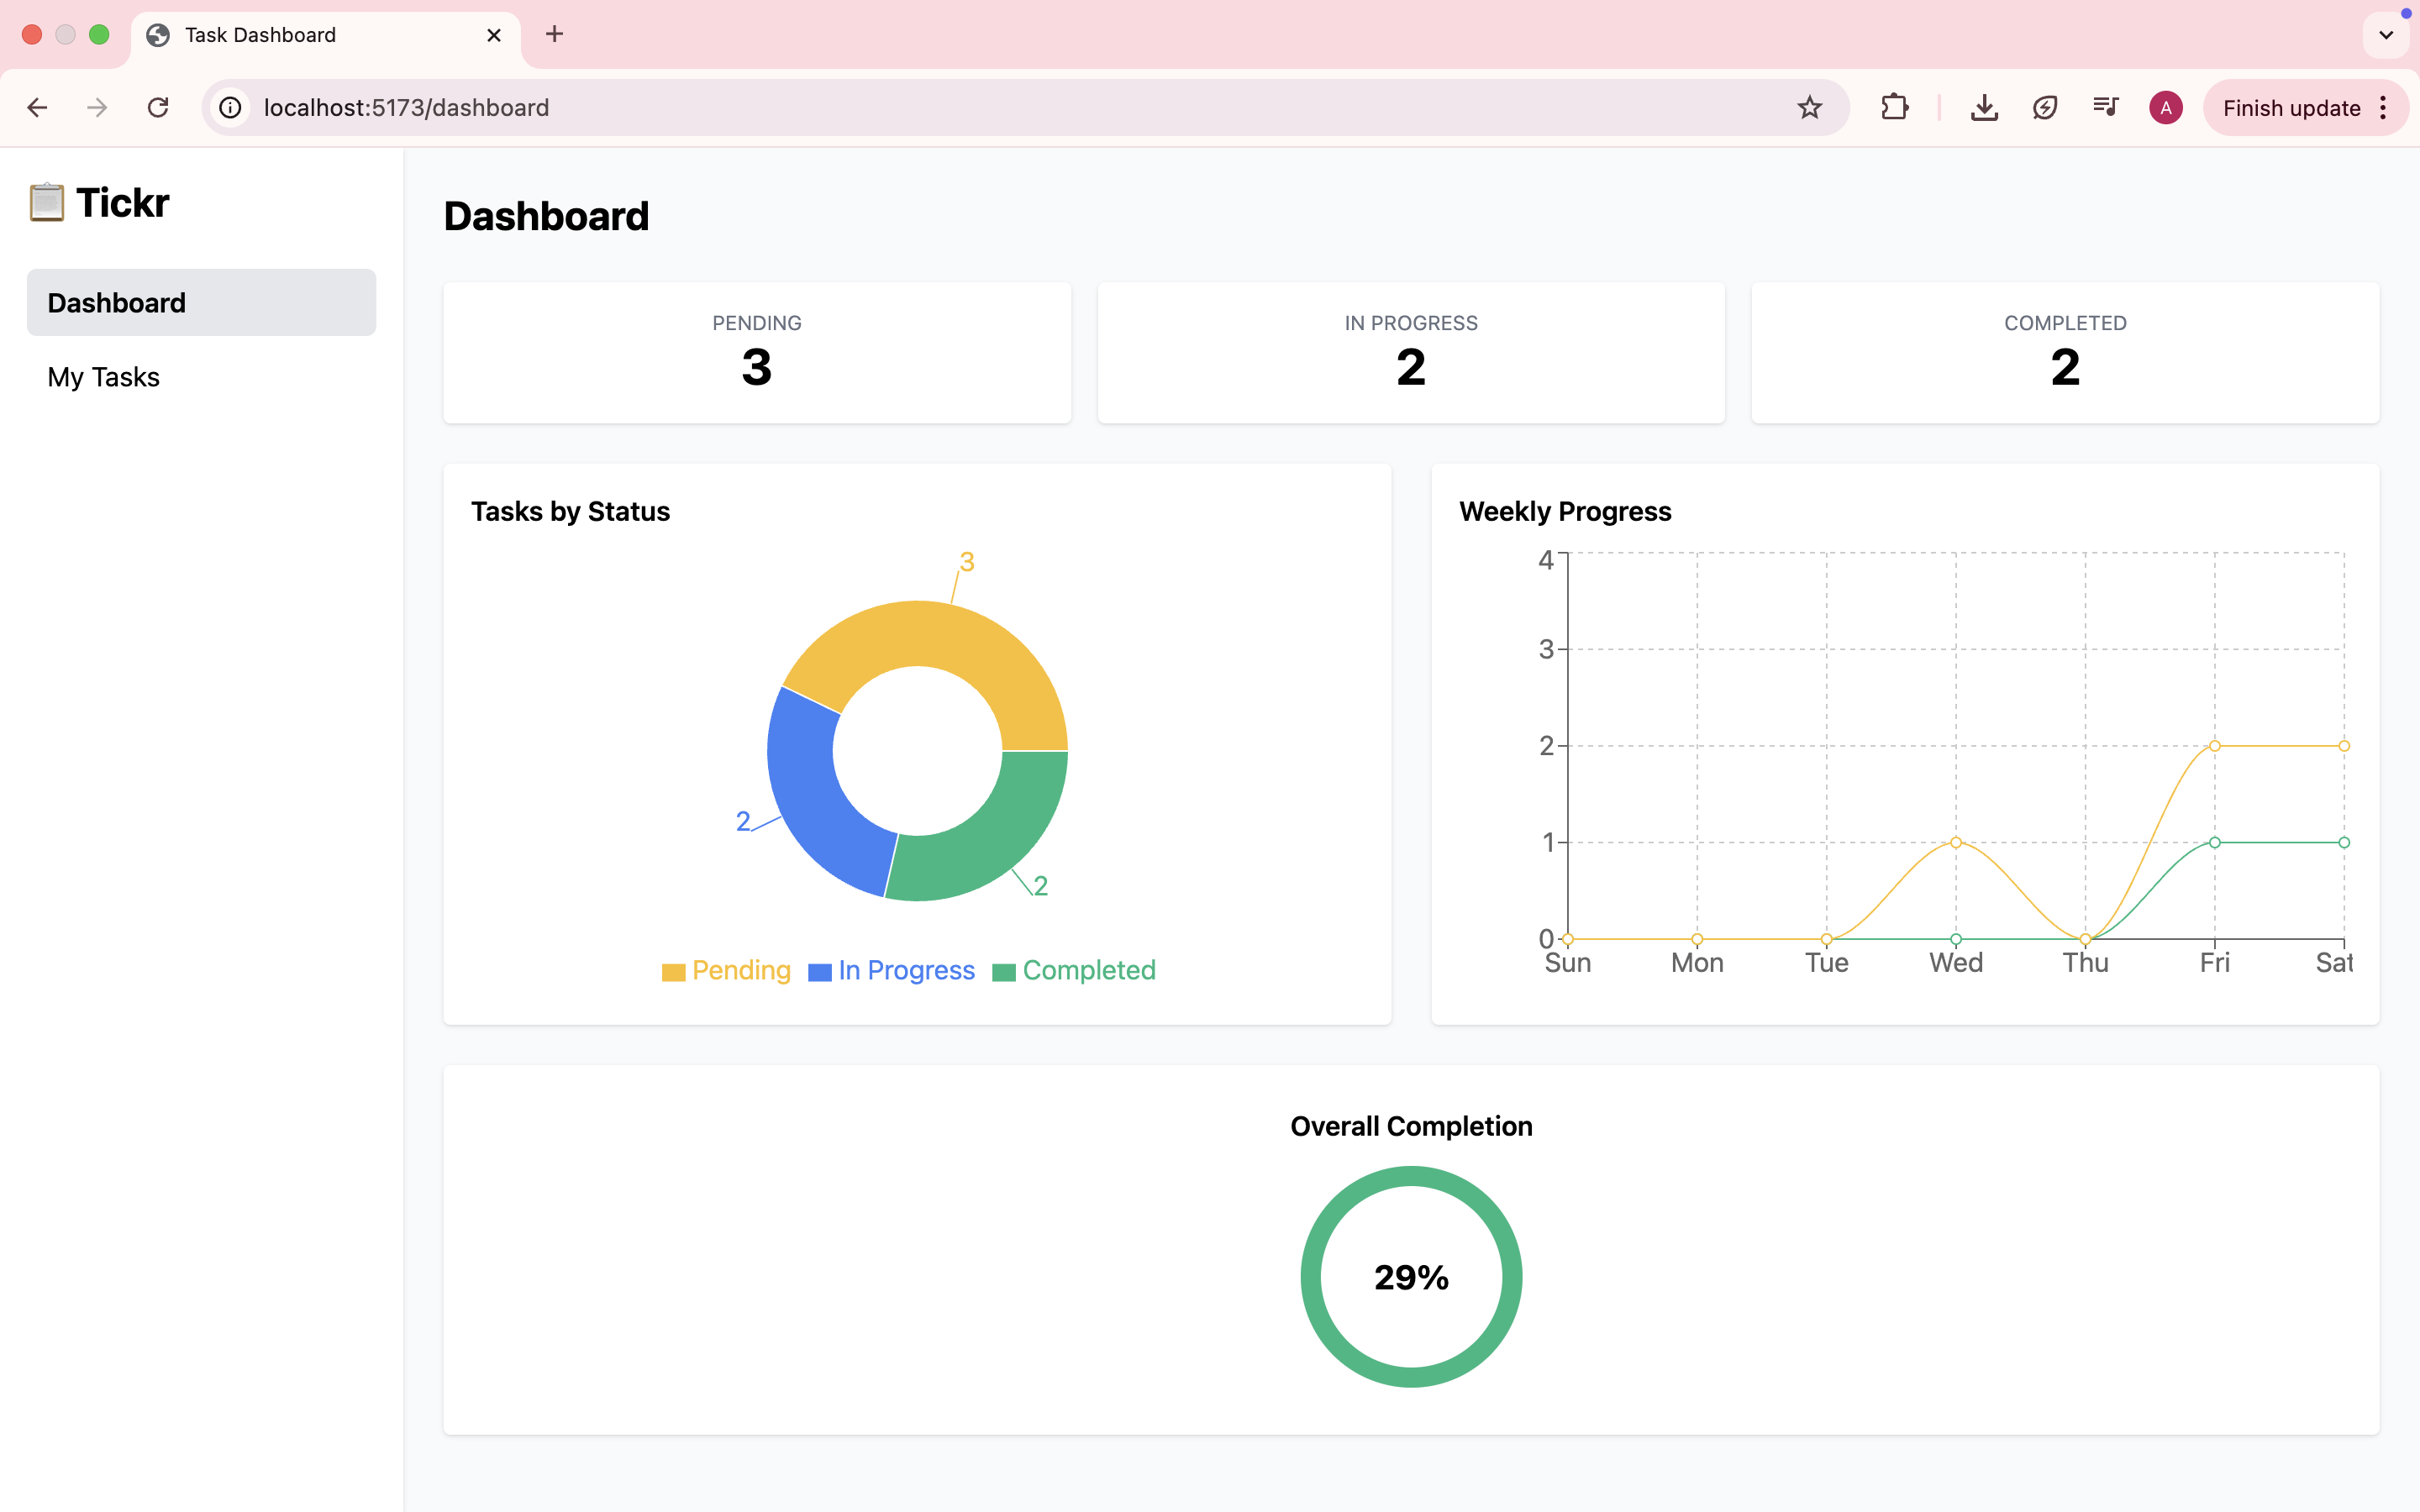 Task Dashboard
localhost:5173/dashboard
A
Finish update
Tickr
Dashboard
My Tasks
Dashboard
PENDING
3
IN PROGRESS
2
COMPLETED
2
Tasks by Status
3
2
2
Pending In Progress Completed
Weekly Progress
4
3
2
1
0
Sun Mon Tue Wed Thu Fri Sat
Overall Completion
29%